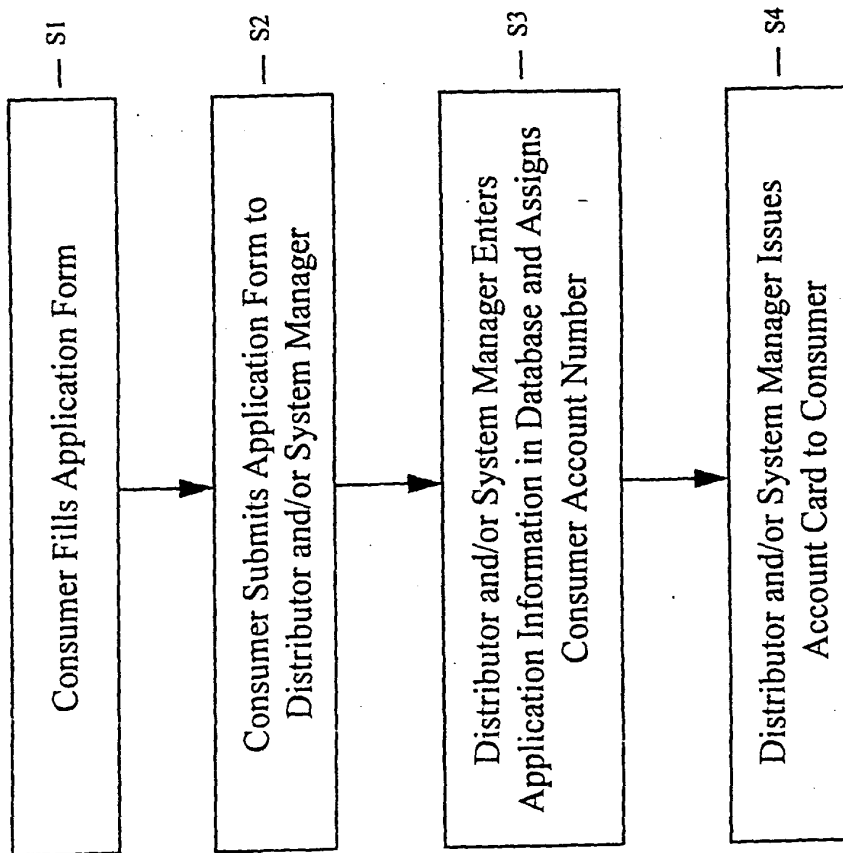 Consumer Fills Application Form
S1
Consumer Submits Application Form to
Distributor and/or System Manager
S2
Distributor and/or System Manager Enters
Application Information in Database and Assigns
Consumer Account Number
S3
Distributor and/or System Manager Issues
Account Card to Consumer
S4